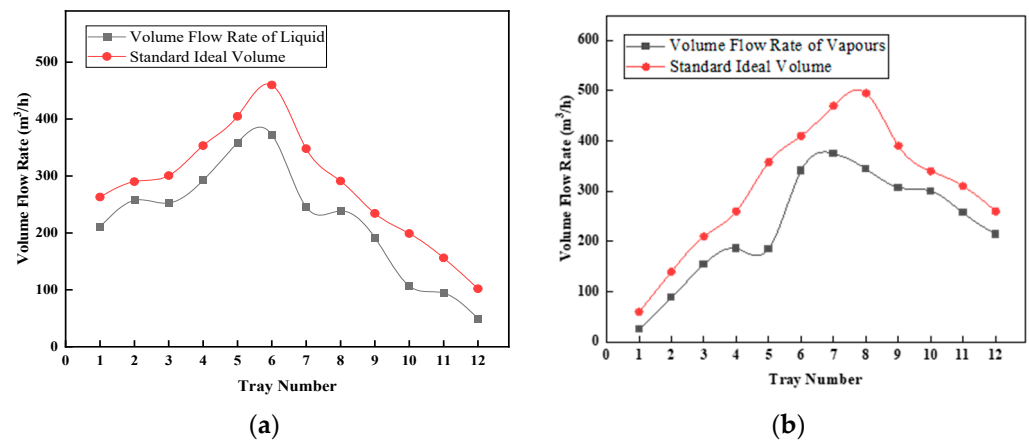 (a)
Volume Flow Rate of Liquid
Standard Ideal Volume
Volume Flow Rate (m³/h)
500
400
300
200
100
0
0 1 2 3 4 5 6 7 8 9 10 11 12
Tray Number
(a)
(b)
Volume Flow Rate of Vapours
Standard Ideal Volume
Volume Flow Rate (m³/h)
600
500
400
300
200
100
0
0 1 2 3 4 5 6 7 8 9 10 11 12
Tray Number
(b)